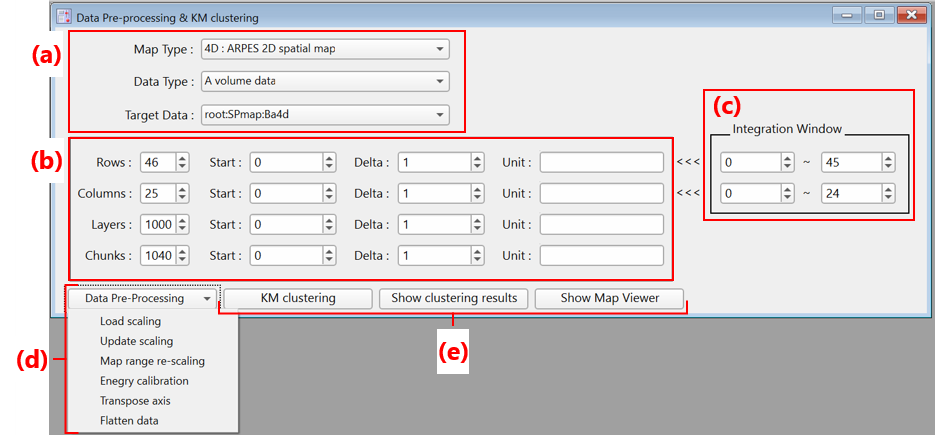 Data Pre-processing & KM clustering
(a)
Map Type : 4D : ARPES 2D spatial map
Data Type : A volume data
Target Data : root:SPmap:Ba4d
(c)
Integration Window
(b)
Rows : 46 Start : 0 Delta : 1 Unit : <<< 0 ~ 45
Columns : 25 Start : 0 Delta : 1 Unit : <<< 0 ~ 24
Layers : 1000 Start : 0 Delta : 1 Unit :
Chunks : 1040 Start : 0 Delta : 1 Unit :
Data Pre-Processing KM clustering Show clustering results Show Map Viewer
(d)
Load scaling
Update scaling
Map range re-scaling
Enegry calibration
Transpose axis
Flatten data
(e)